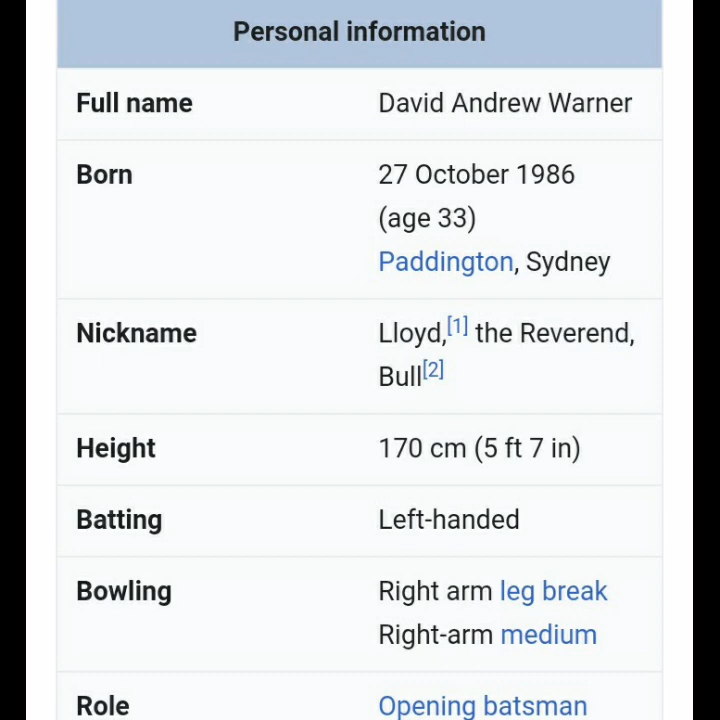 Personal information
Full name David Andrew Warner
Born 27 October 1986
(age 33)
Paddington, Sydney
Nickname Lloyd,[1] the Reverend,
Bull[2]
Height 170 cm (5 ft 7 in)
Batting Left-handed
Bowling Right arm leg break
Right-arm medium
Role Opening batsman